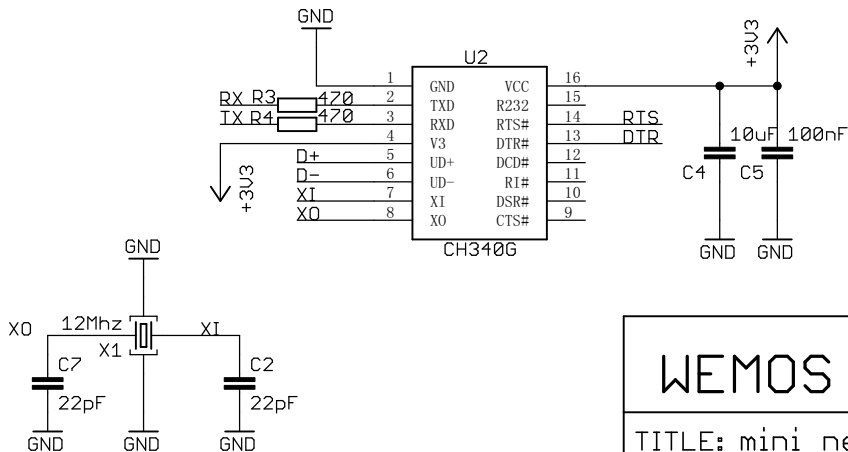 GND
U2
+3V3
1 GND VCC 16
RX R3 470 2 TXD R232 15
TX R4 470 3 RXD RTS# 14 RTS
4 V3 DTR# 13 DTR
D+ 5 UD+ DCD# 12
D- 6 UD- RI# 11
XI 7 XI DSR# 10
XO 8 XO CTS# 9
+3V3
CH340G
10uF 100nF
C4 C5
GND GND
GND
XO 12Mhz XI
X1
C7 C2
22pF 22pF
GND GND GND
WEMOS
TITLE: mini ne